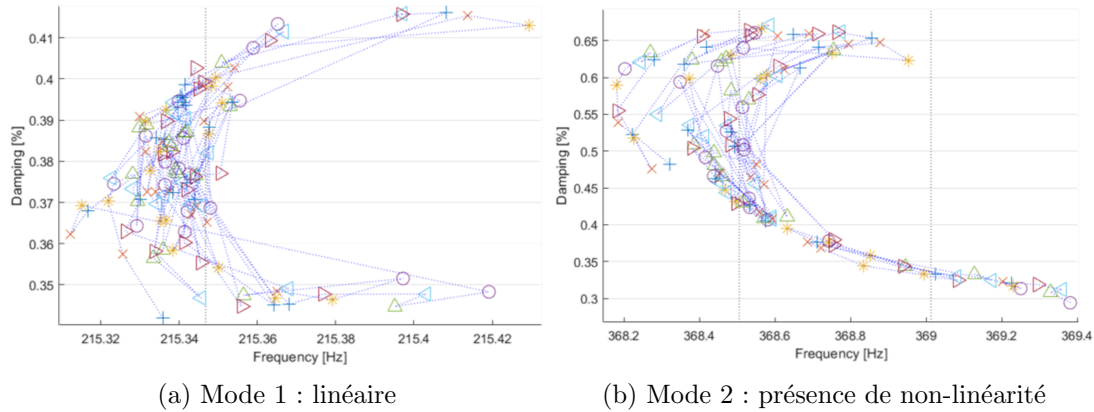 0.41
0.4
0.39
0.38
0.37
0.36
0.35
Damping [%]
215.32 215.34 215.36 215.38 215.4 215.42
Frequency [Hz]
(a) Mode 1 : linéaire
0.65
0.6
0.55
0.5
0.45
0.4
0.35
0.3
Damping [%]
368.2 368.4 368.6 368.8 369 369.2 369.4
Frequency [Hz]
(b) Mode 2 : présence de non-linéarité